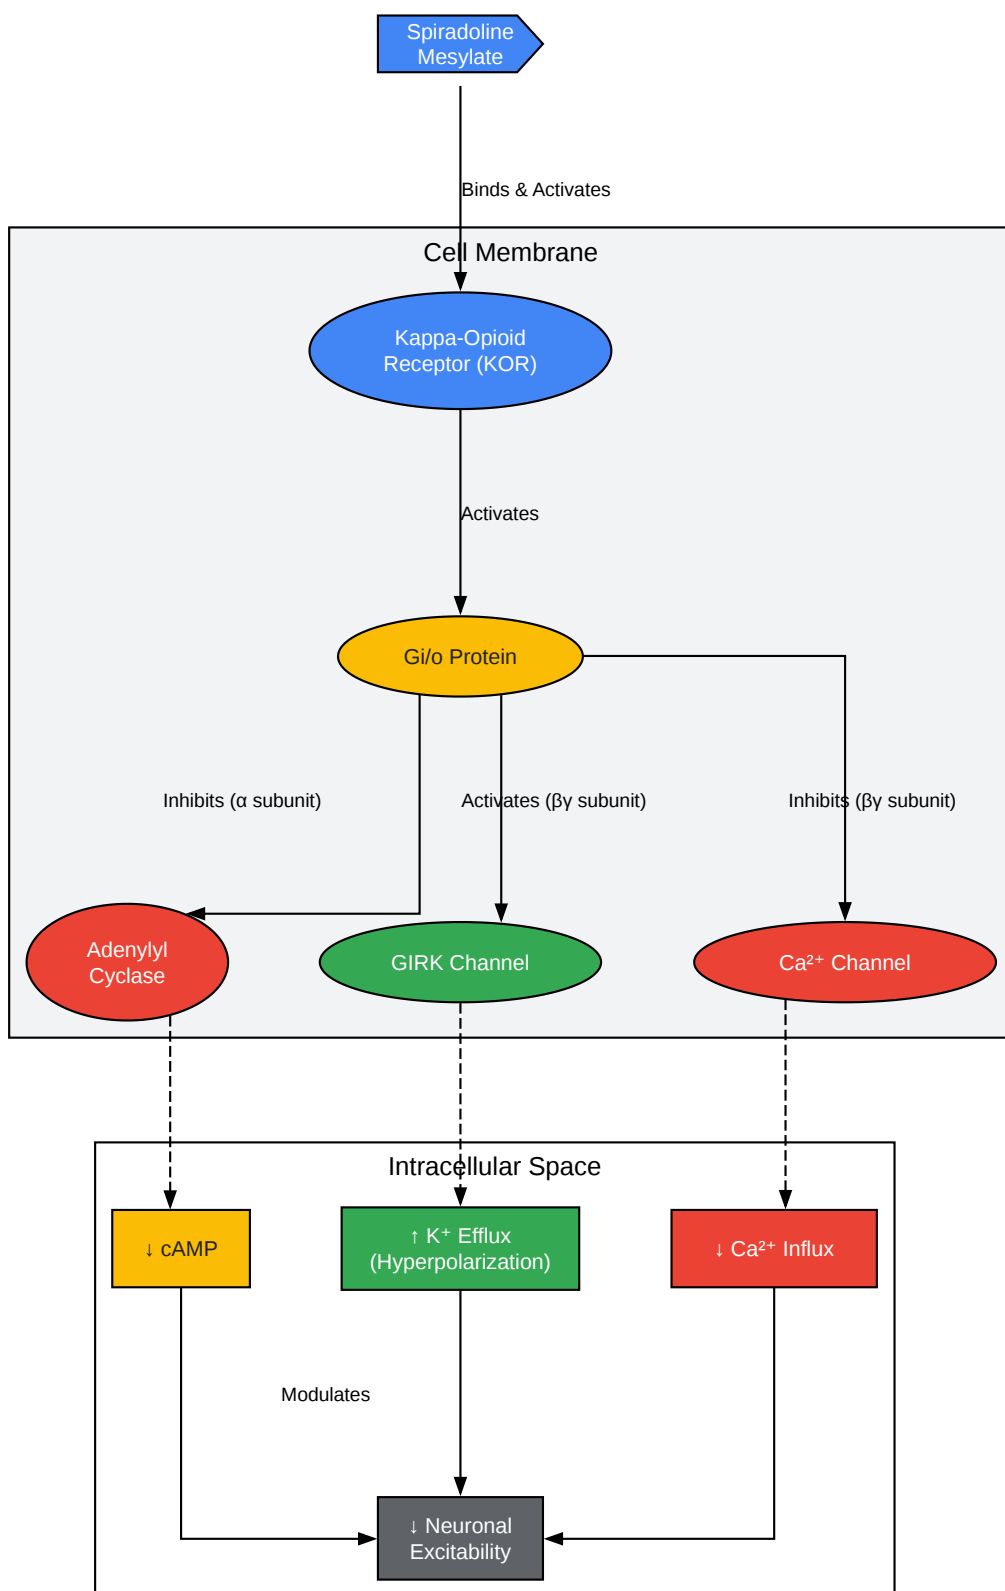 Spiradoline
Mesylate
Binds & Activates
Cell Membrane
Kappa-Opioid
Receptor (KOR)
Activates
Gi/o Protein
Inhibits (α subunit)
Activates (βγ subunit)
Inhibits (βγ subunit)
Adenylyl
Cyclase
GIRK Channel
Ca²⁺ Channel
Intracellular Space
↓ cAMP
↑ K⁺ Efflux
(Hyperpolarization)
↓ Ca²⁺ Influx
Modulates
↓ Neuronal
Excitability